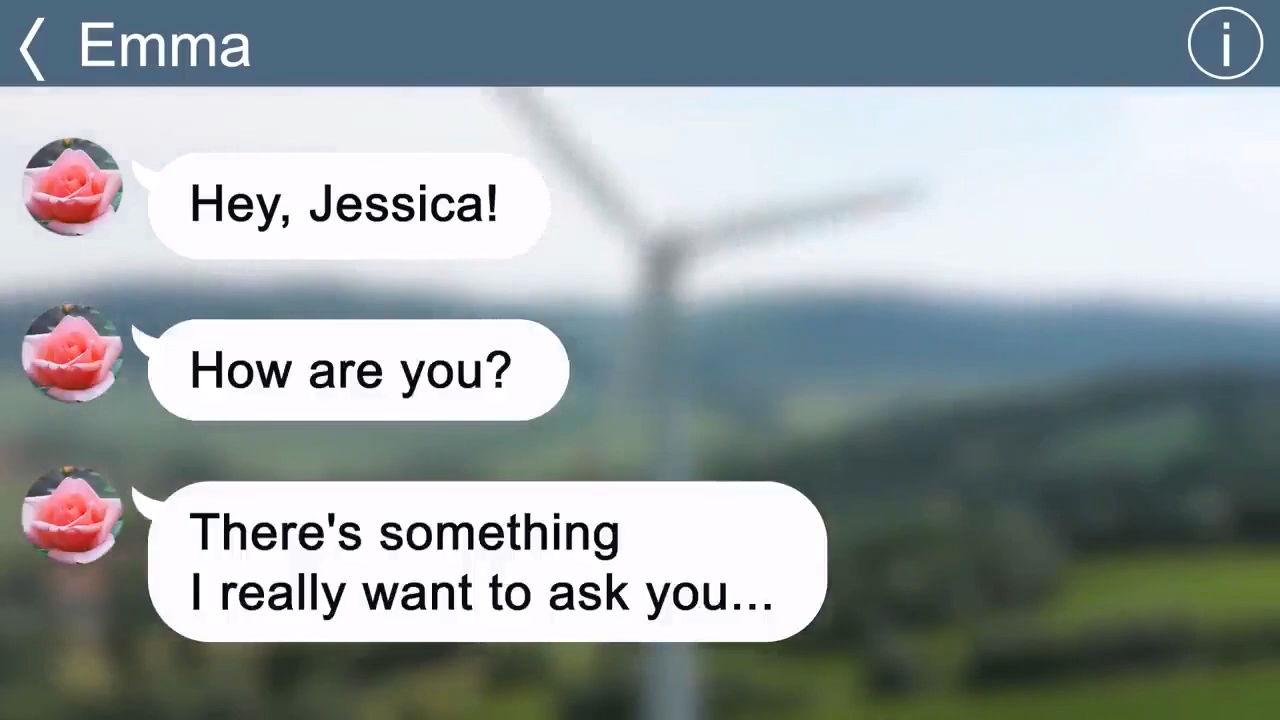 Emma
Hey, Jessica!
How are you?
There's something
I really want to ask you...